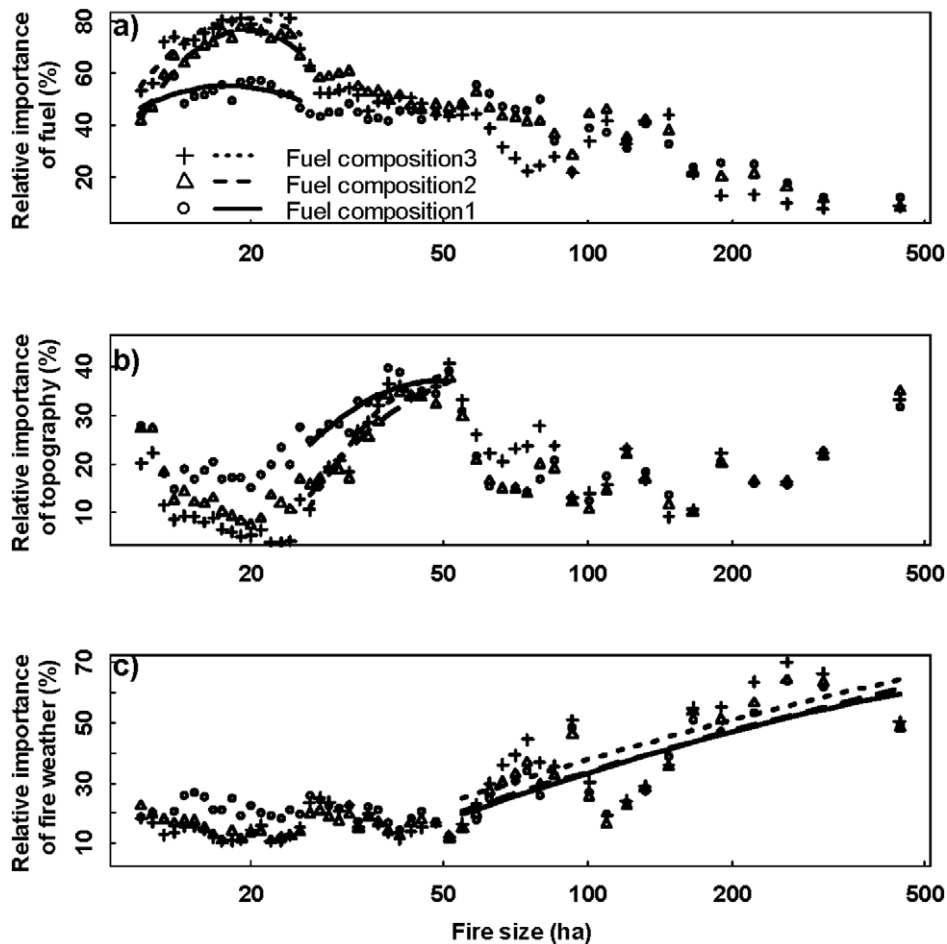 a)
Relative importance
of fuel (%)
80
60
40
20
Fuel composition3
Fuel composition2
Fuel composition1
20 50 100 200 500
b)
Relative importance
of topography (%)
40
30
20
10
20 50 100 200 500
c)
Relative importance
of fire weather (%)
70
50
30
10
20 50 100 200 500
Fire size (ha)